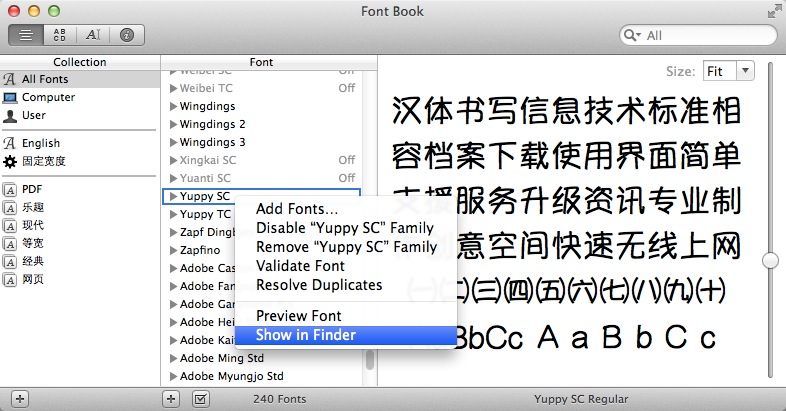 Font Book
AB
CD
All
Collection
Font
All Fonts
Computer
User
English
固定宽度
PDF
乐趣
现代
等宽
经典
网页
Weibei SC Off
Weibei TC Off
Wingdings
Wingdings 2
Wingdings 3
Xingkai SC Off
Yuanti SC Off
Yuppy SC
Yuppy TC
Zapf Dingb
Zapfino
Adobe Cas
Adobe Fan
Adobe Gar
Adobe Hei
Adobe Kai
Adobe Ming Std
Adobe Myungjo Std
Add Fonts...
Disable “Yuppy SC” Family
Remove “Yuppy SC” Family
Validate Font
Resolve Duplicates
Preview Font
Show in Finder
Size: Fit
汉体书写信息技术标准相
容档案下载使用界面简单
支援服务升级资讯专业制
作创意空间快速无线上网
㈠㈡㈢㈣㈤㈥㈦㈧㈨㈩
BbCc A a B b C c
240 Fonts
Yuppy SC Regular